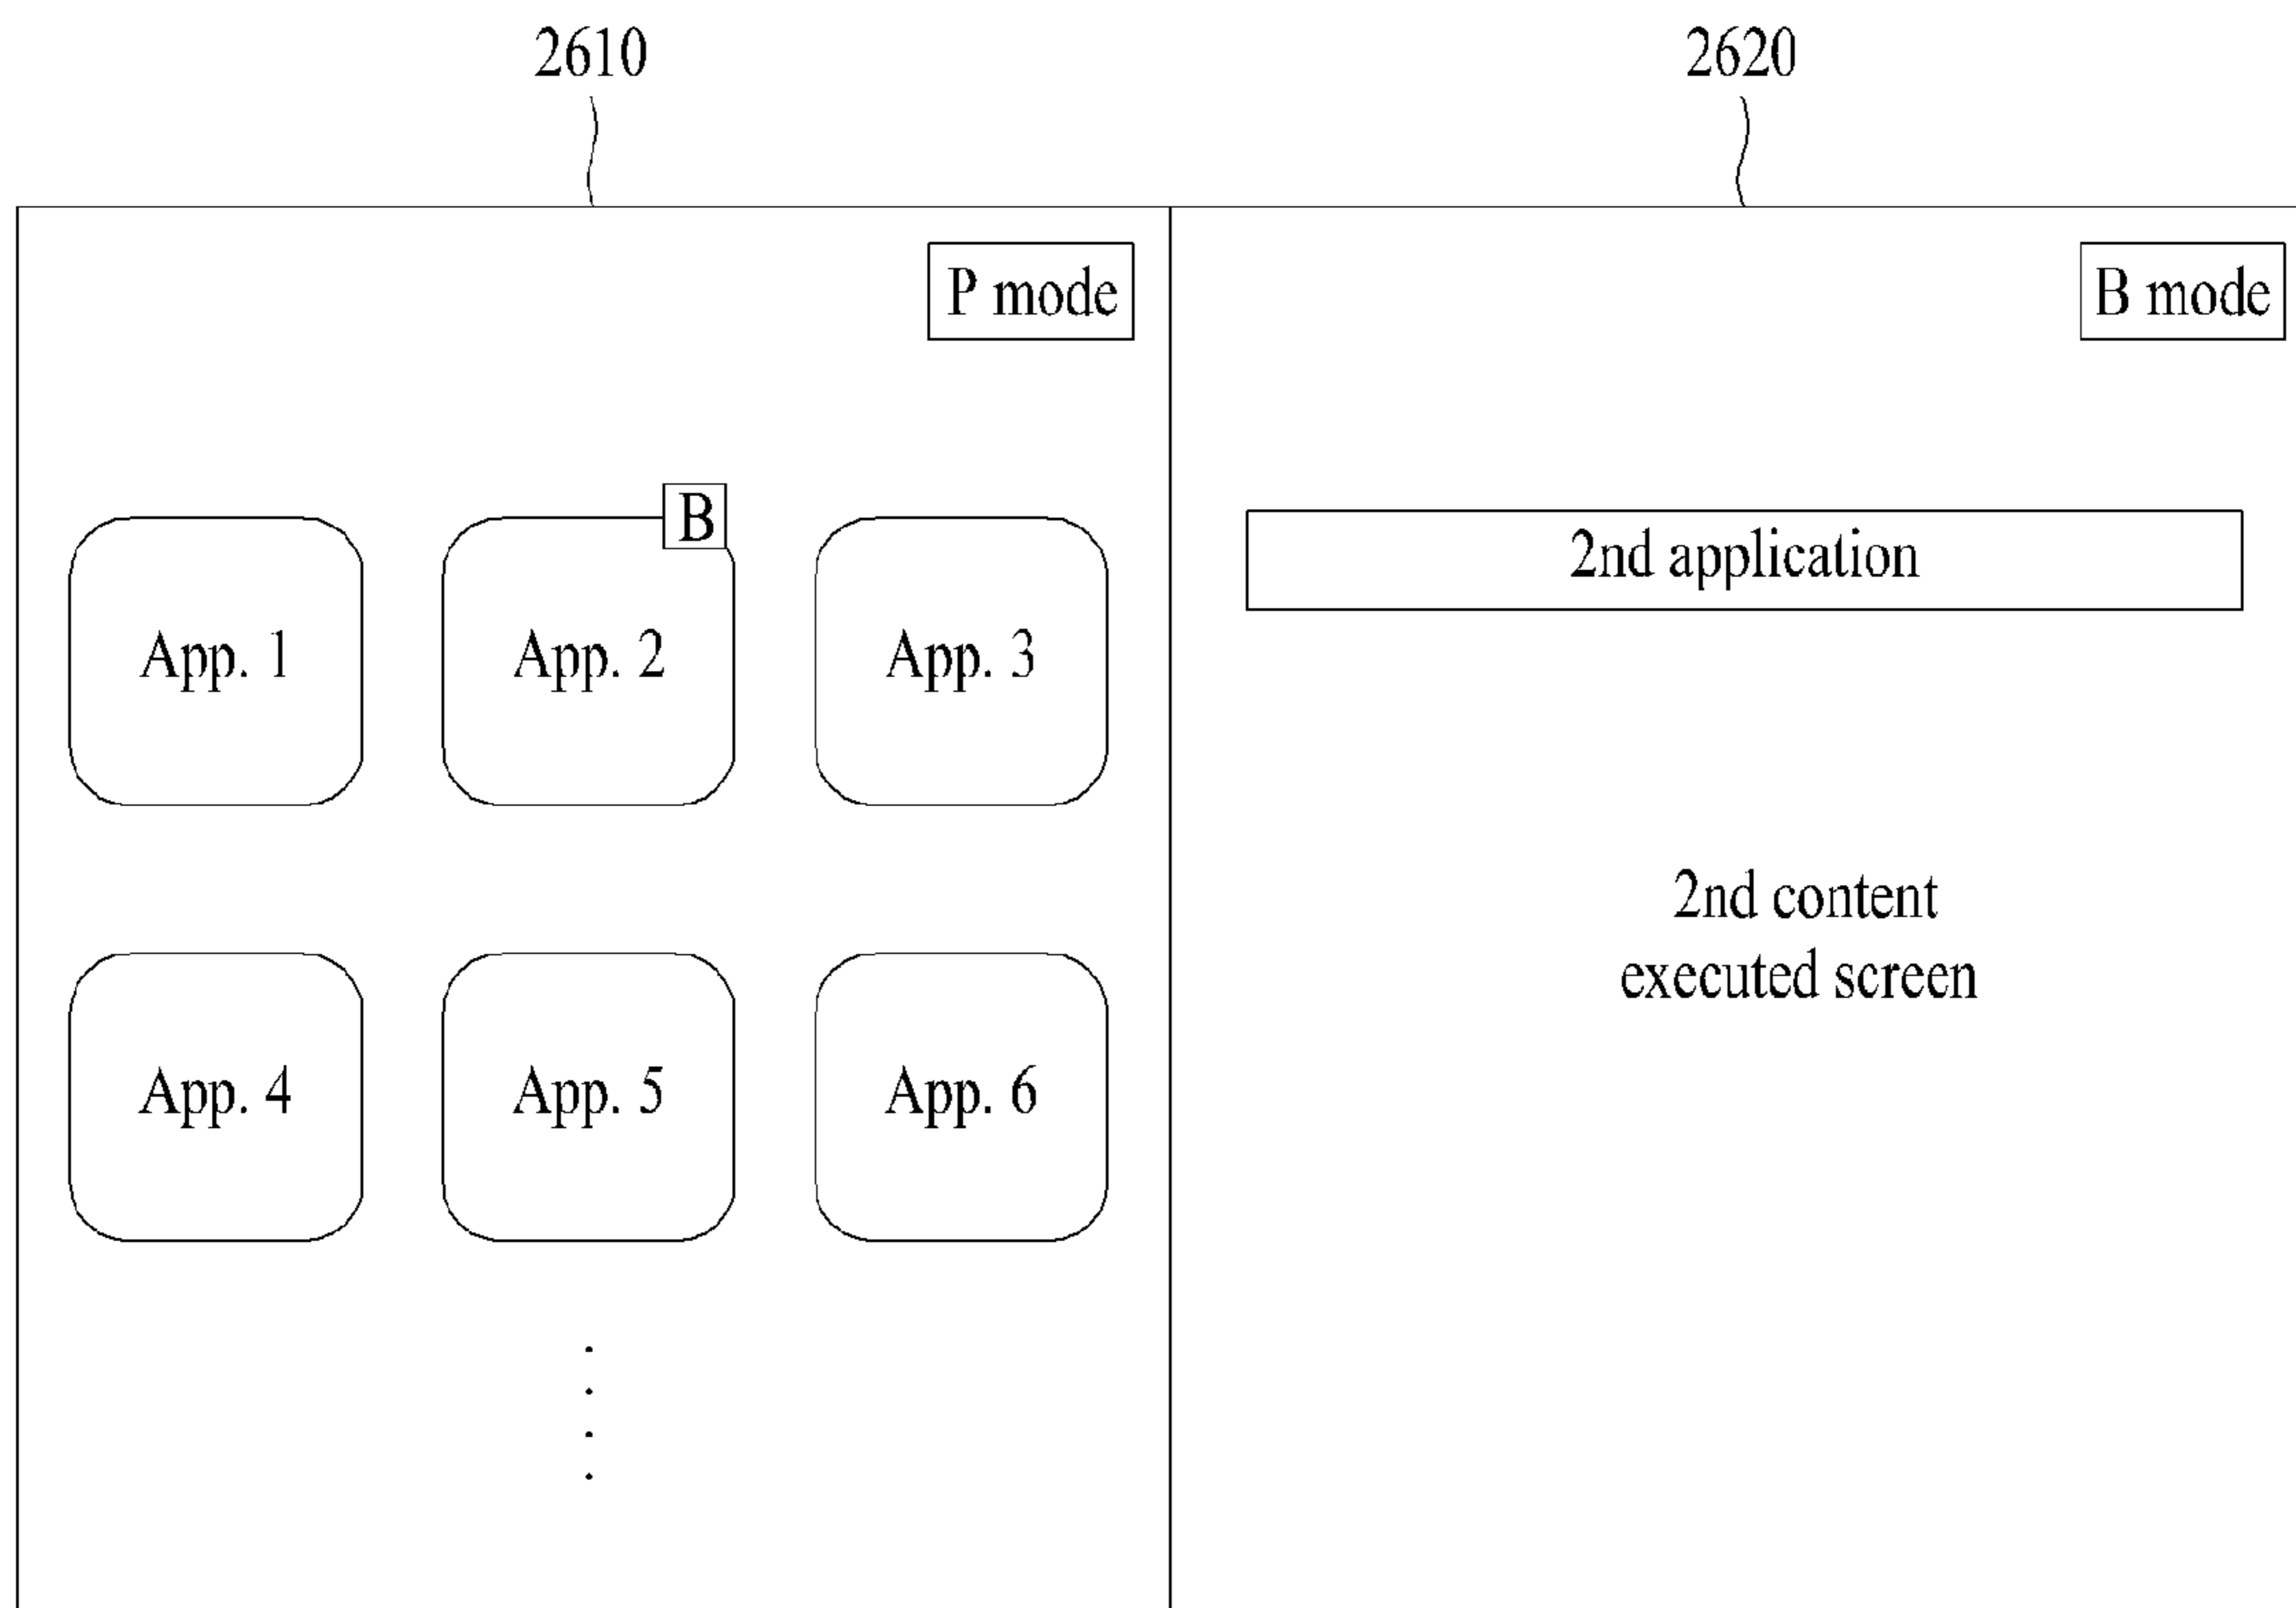 2610
2620
P mode
B mode
B
App. 1
App. 2
App. 3
2nd application
App. 4
App. 5
App. 6
2nd content
executed screen